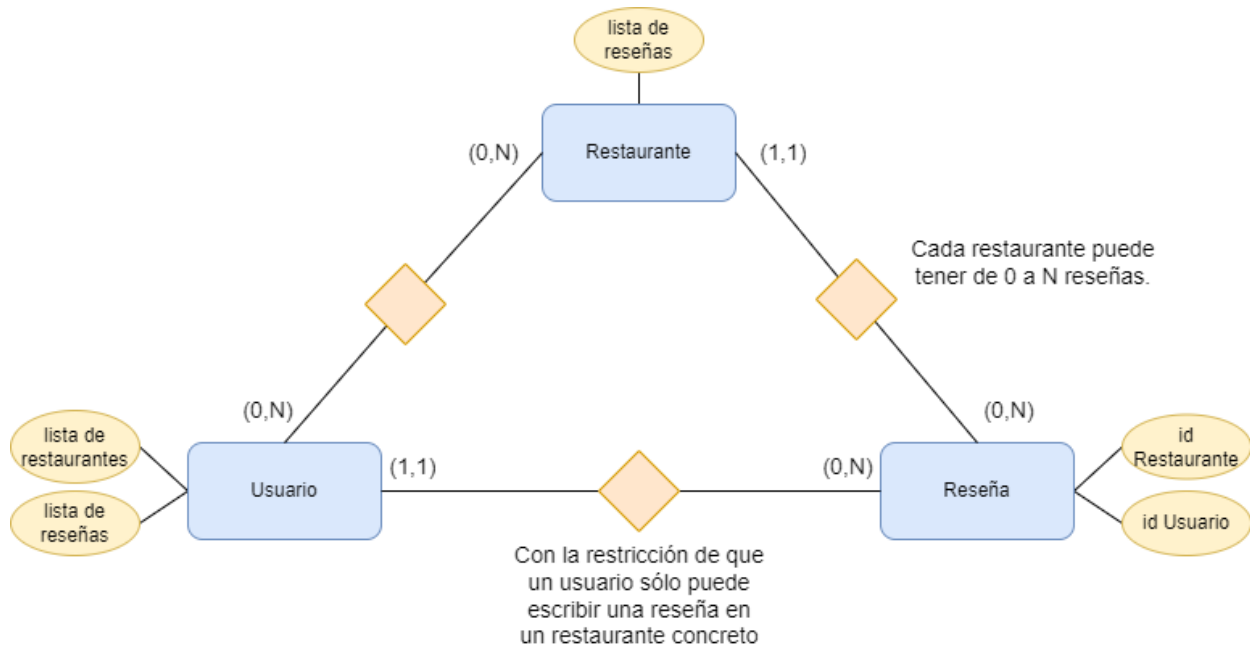 lista de
reseñas
Restaurante
(0,N)
(1,1)
Cada restaurante puede
tener de 0 a N reseñas.
(0,N)
(0,N)
lista de
restaurantes
lista de
reseñas
Usuario
(1,1)
(0,N)
Reseña
id
Restaurante
id Usuario
Con la restricción de que
un usuario sólo puede
escribir una reseña en
un restaurante concreto